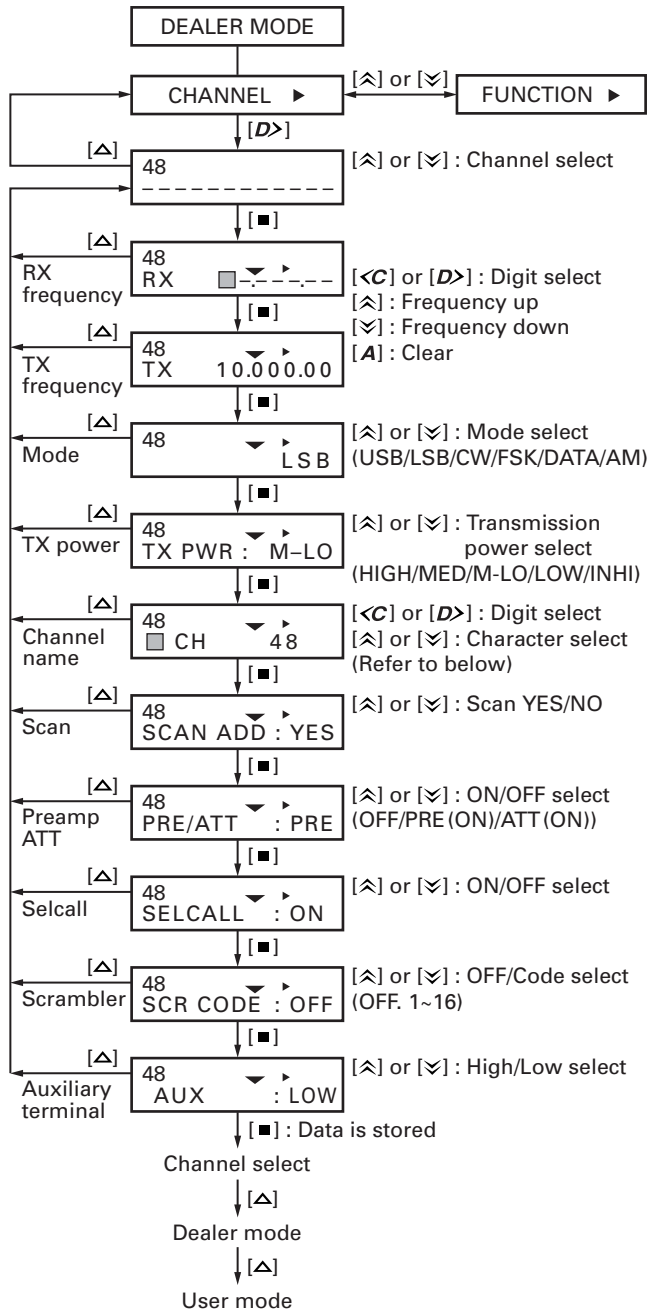 DEALER MODE
CHANNEL ▶
[︽] or [︾]
FUNCTION ▶
[D>]
[△]
48
– – – – – – – – – – – –
[︽] or [︾] : Channel select
[■]
[△]
RX
frequency
48
RX –.– – –.– –
[<C] or [D>] : Digit select
[︽] : Frequency up
[︾] : Frequency down
[A] : Clear
[■]
[△]
TX
frequency
48
TX 10.000.00
[■]
[△]
Mode
48
LSB
[︽] or [︾] : Mode select
(USB/LSB/CW/FSK/DATA/AM)
[■]
[△]
TX power
48
TX PWR : M–LO
[︽] or [︾] : Transmission
power select
(HIGH/MED/M-LO/LOW/INHI)
[■]
[△]
Channel
name
48
CH 48
[<C] or [D>] : Digit select
[︽] or [︾] : Character select
(Refer to below)
[■]
[△]
Scan
48
SCAN ADD : YES
[︽] or [︾] : Scan YES/NO
[■]
[△]
Preamp
ATT
48
PRE/ATT : PRE
[︽] or [︾] : ON/OFF select
(OFF/PRE(ON)/ATT(ON))
[■]
[△]
Selcall
48
SELCALL : ON
[︽] or [︾] : ON/OFF select
[■]
[△]
Scrambler
48
SCR CODE : OFF
[︽] or [︾] : OFF/Code select
(OFF. 1~16)
[■]
[△]
Auxiliary
terminal
48
AUX : LOW
[︽] or [︾] : High/Low select
[■] : Data is stored
Channel select
[△]
Dealer mode
[△]
User mode